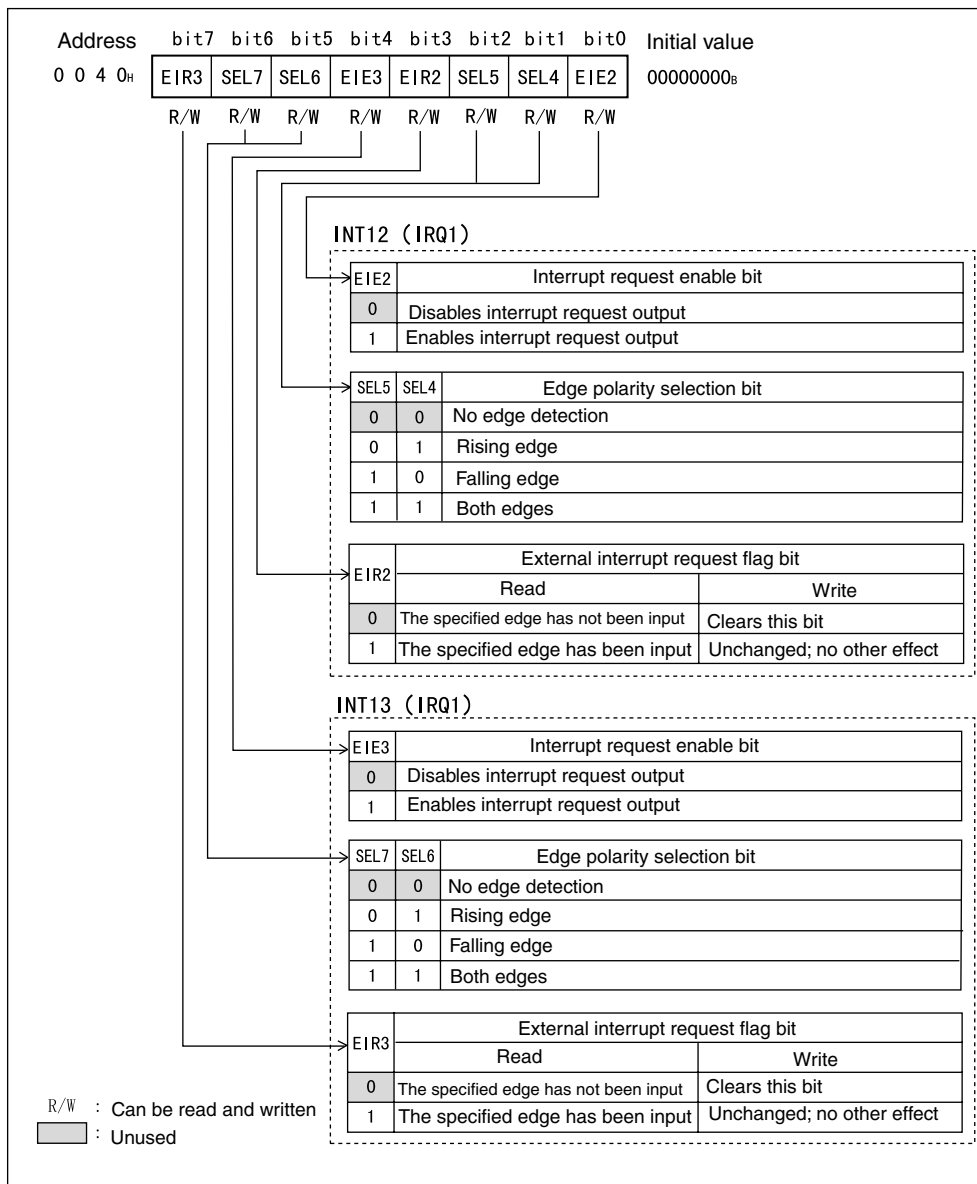 Address bit7 bit6 bit5 bit4 bit3 bit2 bit1 bit0 Initial value
0 0 4 0H EIR3 SEL7 SEL6 EIE3 EIR2 SEL5 SEL4 EIE2 00000000B
R/W R/W R/W R/W R/W R/W R/W R/W
INT12 (IRQ1)
EIE2 Interrupt request enable bit
0 Disables interrupt request output
1 Enables interrupt request output
SEL5 SEL4 Edge polarity selection bit
0 0 No edge detection
0 1 Rising edge
1 0 Falling edge
1 1 Both edges
EIR2 External interrupt request flag bit
Read Write
0 The specified edge has not been input Clears this bit
1 The specified edge has been input Unchanged; no other effect
INT13 (IRQ1)
EIE3 Interrupt request enable bit
0 Disables interrupt request output
1 Enables interrupt request output
SEL7 SEL6 Edge polarity selection bit
0 0 No edge detection
0 1 Rising edge
1 0 Falling edge
1 1 Both edges
EIR3 External interrupt request flag bit
Read Write
0 The specified edge has not been input Clears this bit
1 The specified edge has been input Unchanged; no other effect
R/W : Can be read and written
: Unused